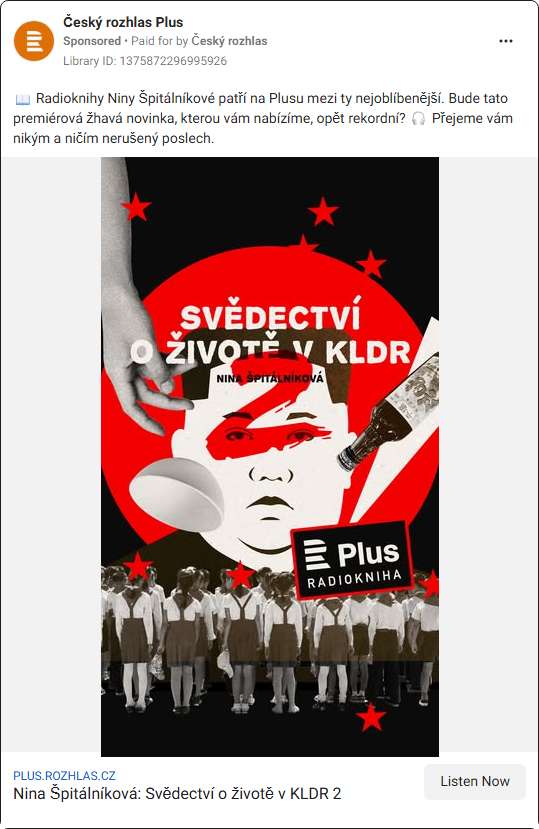 Český rozhlas Plus
Sponsored • Paid for by Český rozhlas
Library ID: 1375872296995926
📖 Radioknihy Niny Špitálníkové patří na Plusu mezi ty nejoblíbenější. Bude tato
premiérová žhavá novinka, kterou vám nabízíme, opět rekordní? 🎧 Přejeme vám
nikým a ničím nerušený poslech.
SVĚDECTVÍ
O ŽIVOTĚ V KLDR
2
NINA ŠPITÁLNÍKOVÁ
Plus
RADIOKNIHA
PLUS.ROZHLAS.CZ
Nina Špitálníková: Svědectví o životě v KLDR 2
Listen Now